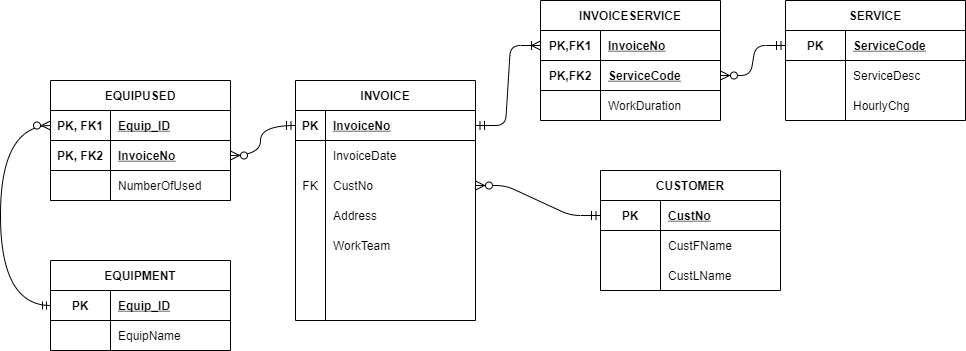 INVOICESERVICE
PK,FK1 InvoiceNo
PK,FK2 ServiceCode
WorkDuration
SERVICE
PK ServiceCode
ServiceDesc
HourlyChg
EQUIPUSED
PK, FK1 Equip_ID
PK, FK2 InvoiceNo
NumberOfUsed
INVOICE
PK InvoiceNo
InvoiceDate
FK CustNo
Address
WorkTeam
CUSTOMER
PK CustNo
CustFName
CustLName
EQUIPMENT
PK Equip_ID
EquipName